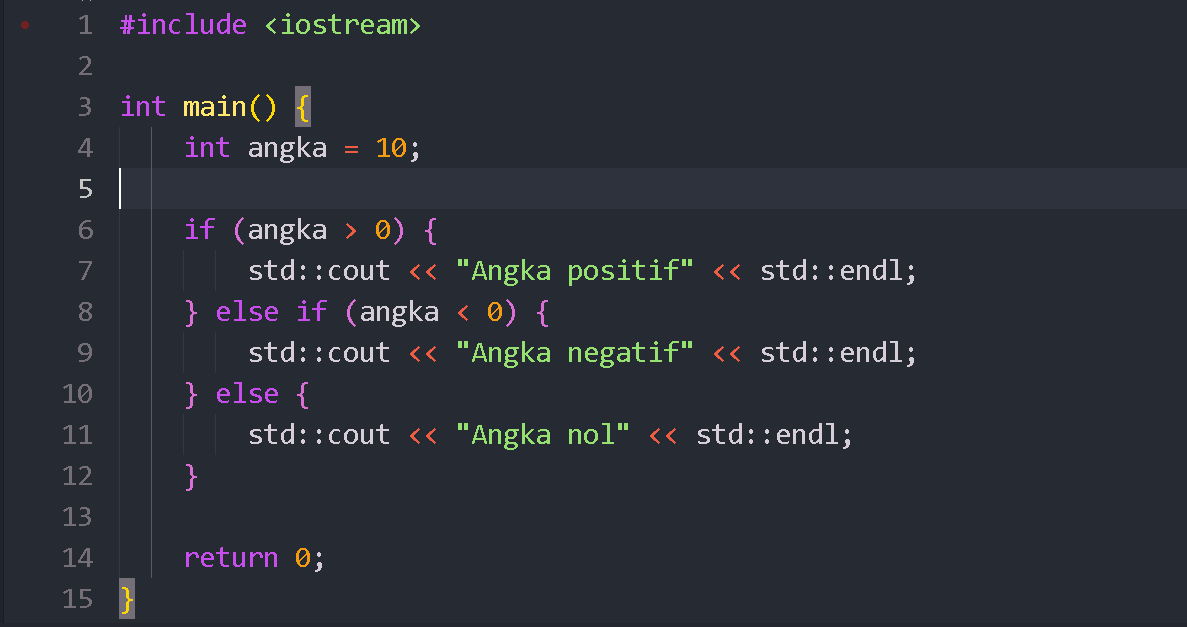 1 #include <iostream>
2
3 int main() {
4     int angka = 10;
5
6     if (angka > 0) {
7         std::cout << "Angka positif" << std::endl;
8     } else if (angka < 0) {
9         std::cout << "Angka negatif" << std::endl;
10     } else {
11         std::cout << "Angka nol" << std::endl;
12     }
13
14     return 0;
15 }